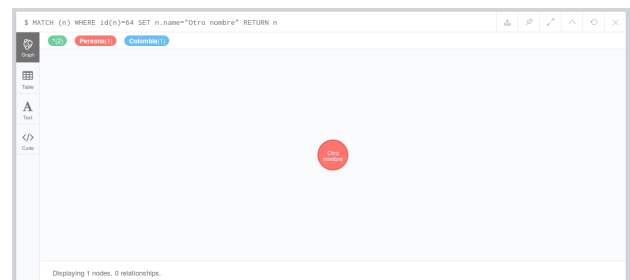 $ MATCH (n) WHERE id(n)=64 SET n.name="Otro nombre" RETURN n
*(2) Persona(1) Colombia(1)
Graph
Table
A
Text
</>
Code
Otro
nombre
Displaying 1 nodes, 0 relationships.